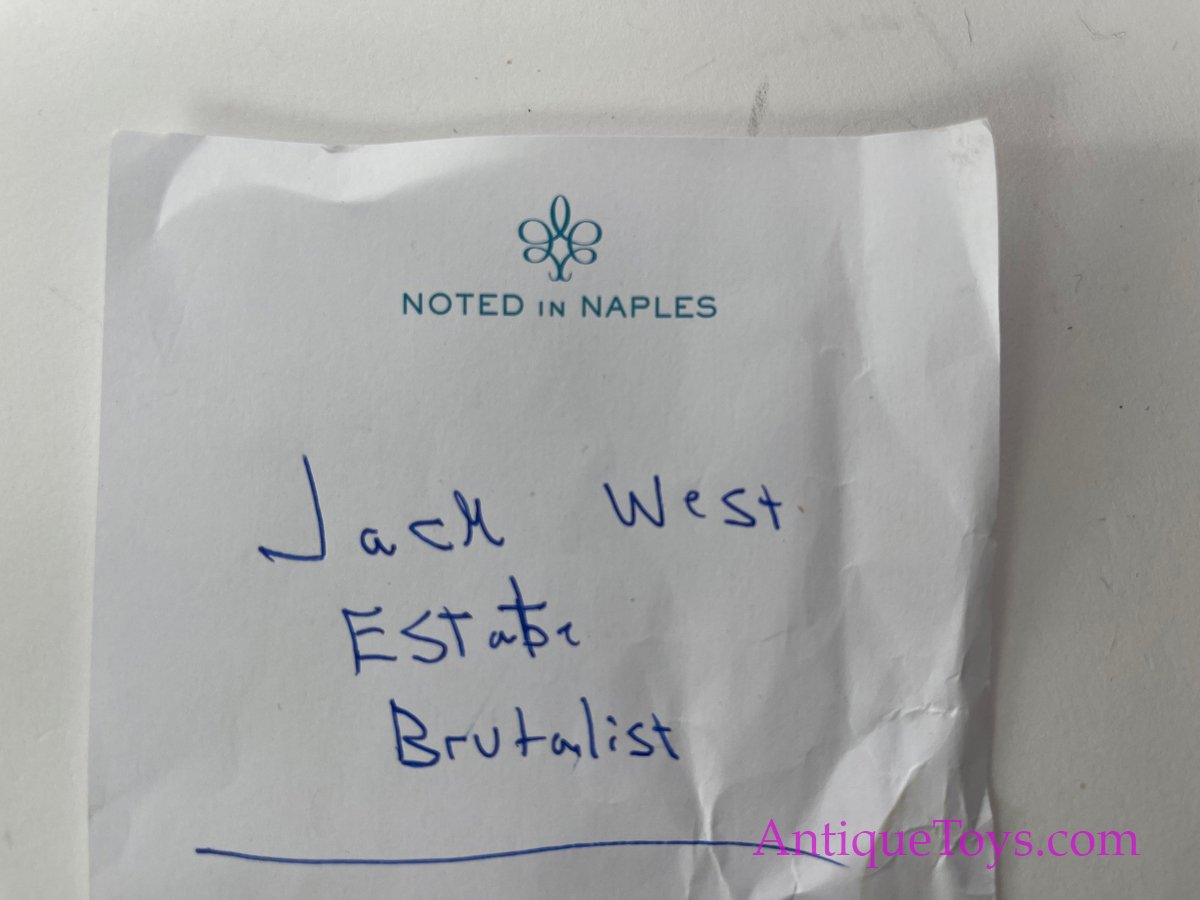 NOTED IN NAPLES
Jack West
Estate
Brutalist
AntiqueToys.com